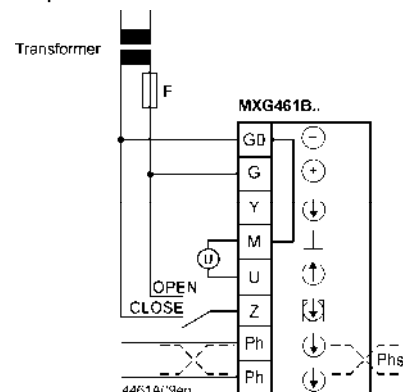 Transformer
F
MXG461B..
G0
G
Y
M
U
U
OPEN
CLOSE
Z
Ph
Phs
Ph
4461A09en